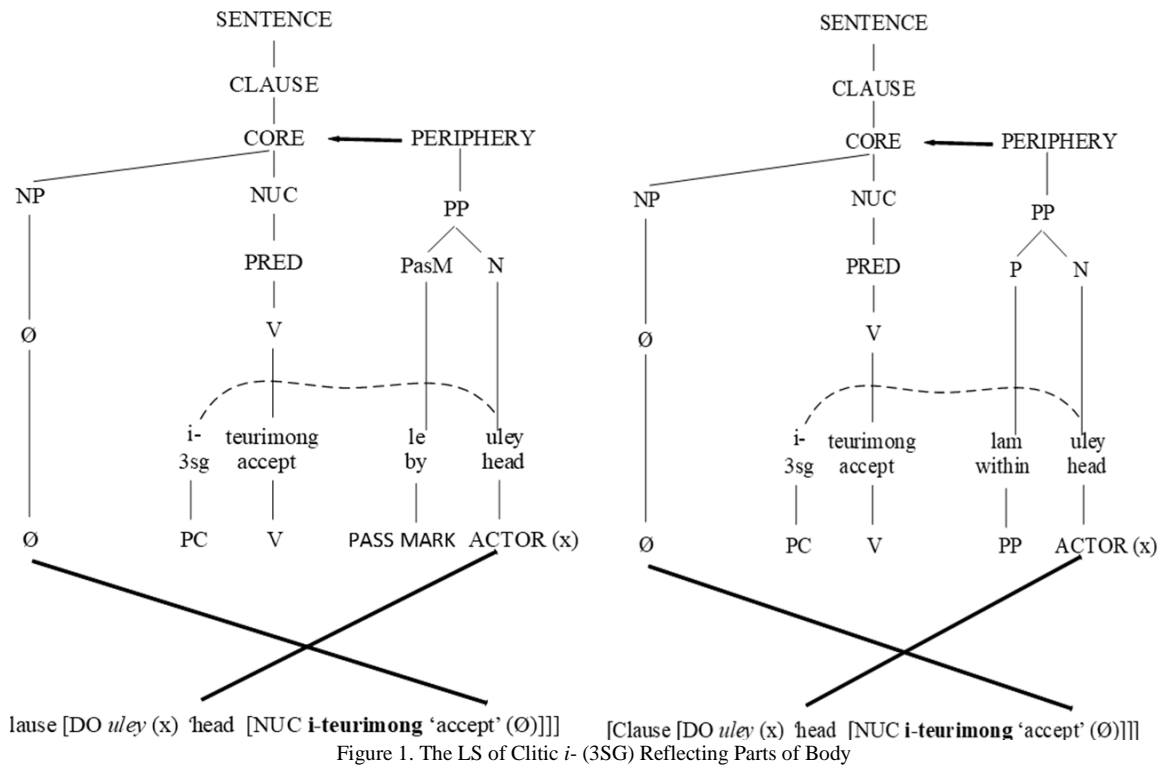 SENTENCE
CLAUSE
CORE PERIPHERY
NP NUC PP
PRED PasM N
Ø V
i- teurimong le uley
3sg accept by head
Ø PC V PASS MARK ACTOR (x)
lause [DO uley (x) ‘head [NUC i-teurimong ‘accept’ (Ø)]]]
SENTENCE
CLAUSE
CORE PERIPHERY
NP NUC PP
PRED P N
Ø V
i- teurimong lam uley
3sg accept within head
Ø PC V PP ACTOR (x)
[Clause [DO uley (x) ‘head [NUC i-teurimong ‘accept’ (Ø)]]]
Figure 1. The LS of Clitic i- (3SG) Reflecting Parts of Body